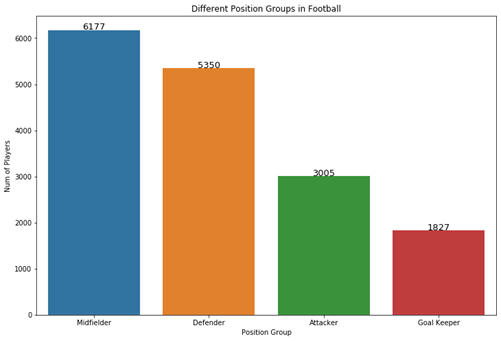 Different Position Groups in Football
6177
5350
3005
1827
Num of Players
6000
5000
4000
3000
2000
1000
0
Midfielder
Defender
Attacker
Goal Keeper
Position Group